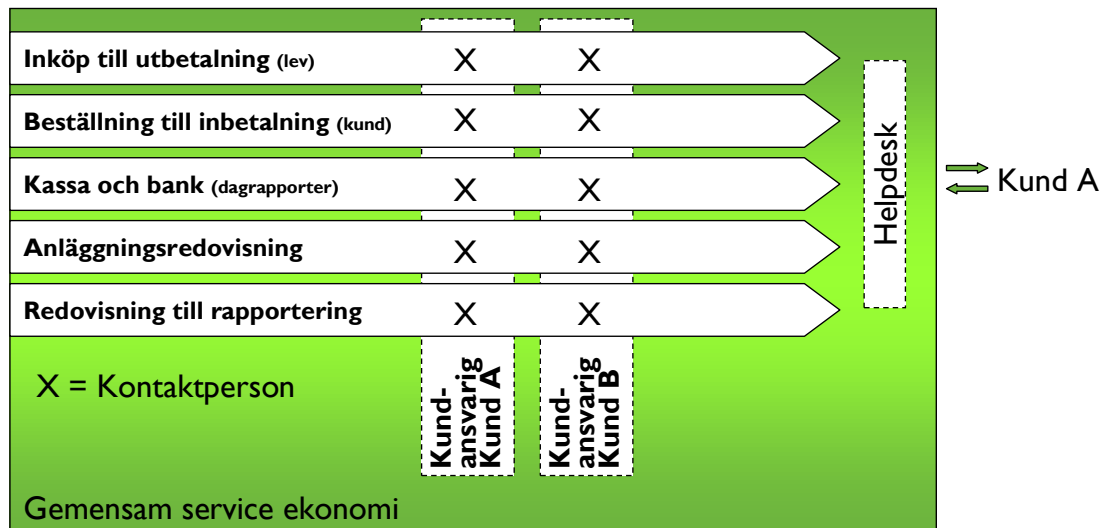 Inköp till utbetalning (lev) X X
Beställning till inbetalning (kund) X X
Kassa och bank (dagrapporter) X X
Anläggningsredovisning X X
Redovisning till rapportering X X
Helpdesk
Kund A
X = Kontaktperson
Kund-
ansvarig
Kund A
Kund-
ansvarig
Kund B
Gemensam service ekonomi